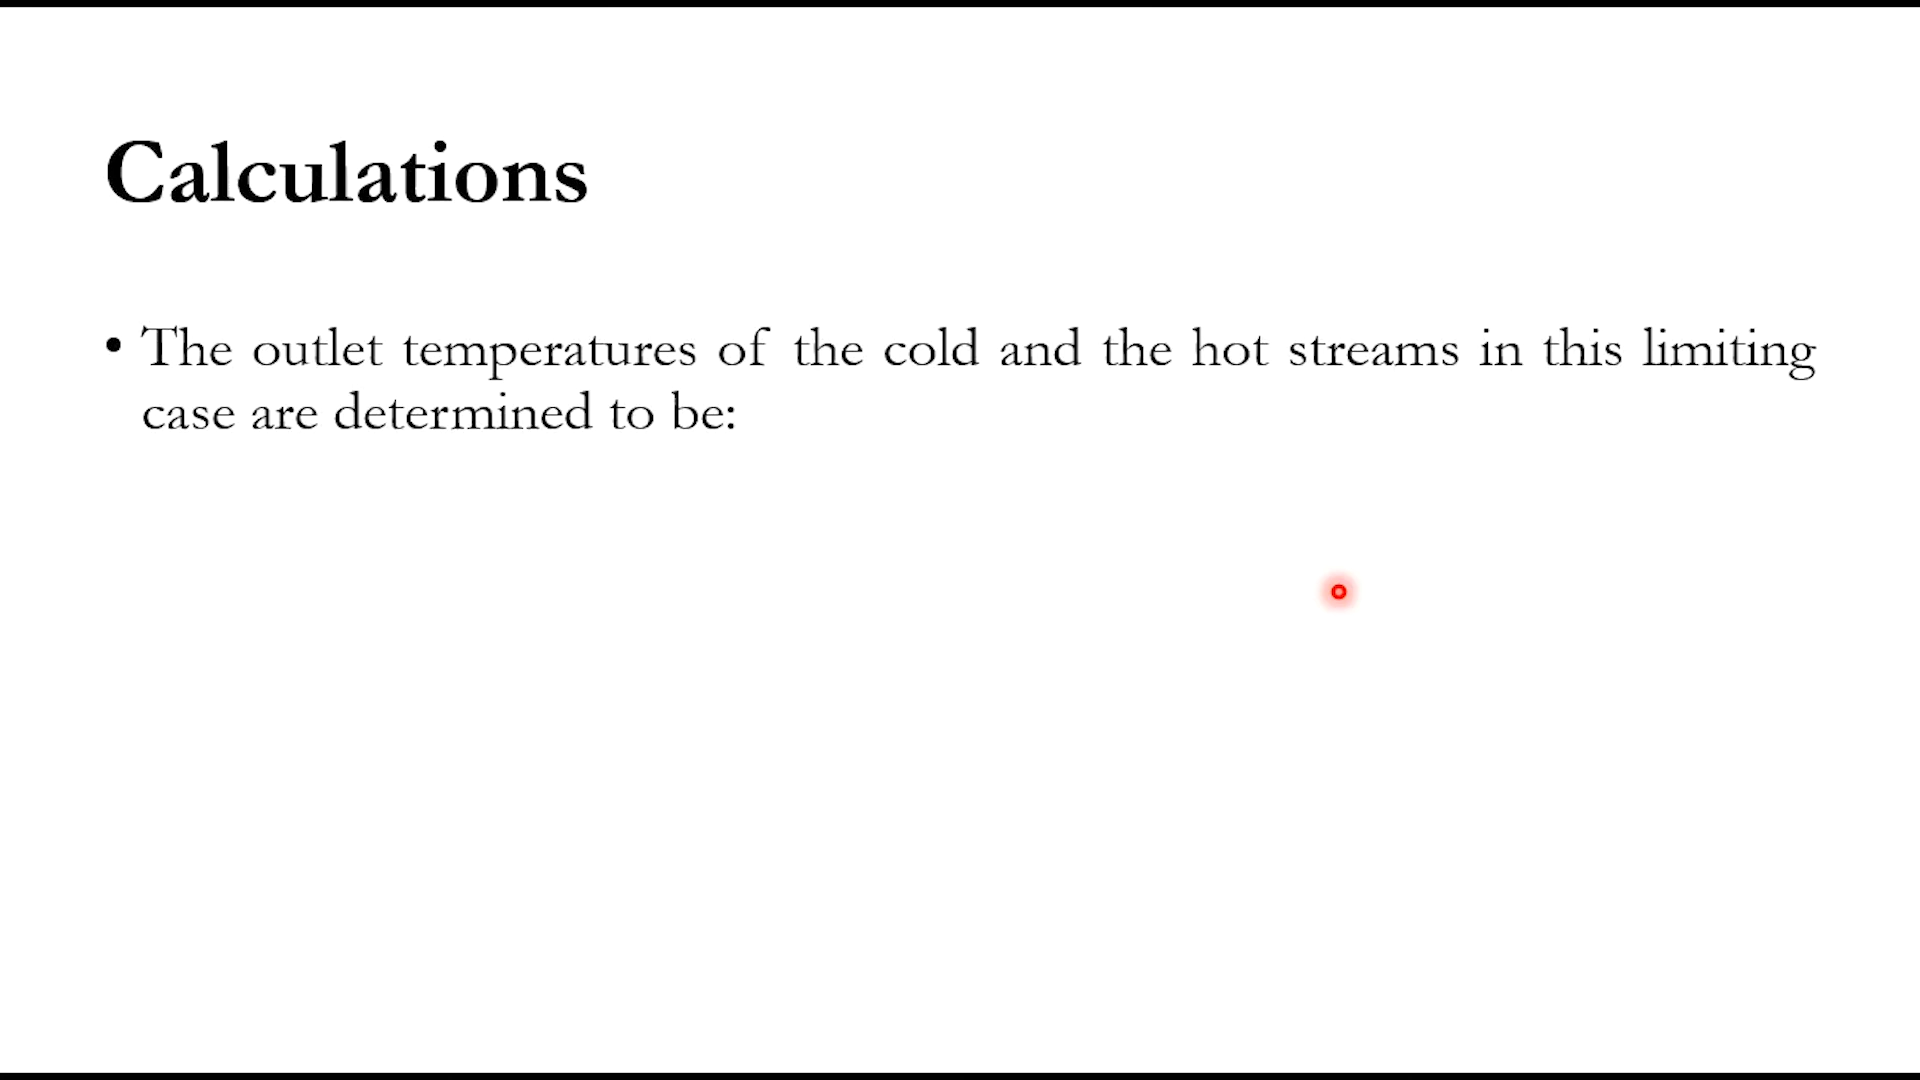 Calculations
• The outlet temperatures of the cold and the hot streams in this limiting
case are determined to be: